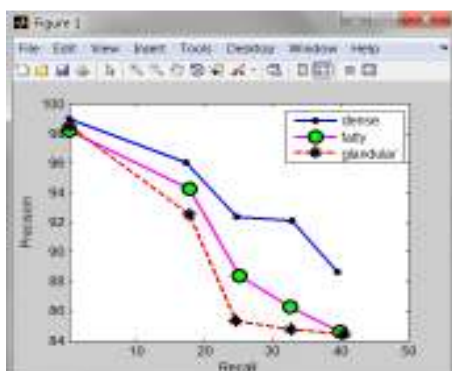 Figure 1
File Edit View Insert Tools Desktop Window Help
100
98
96
94
92
90
88
86
84
10
20
30
40
50
Precision
Recall
dense
fatty
glandular